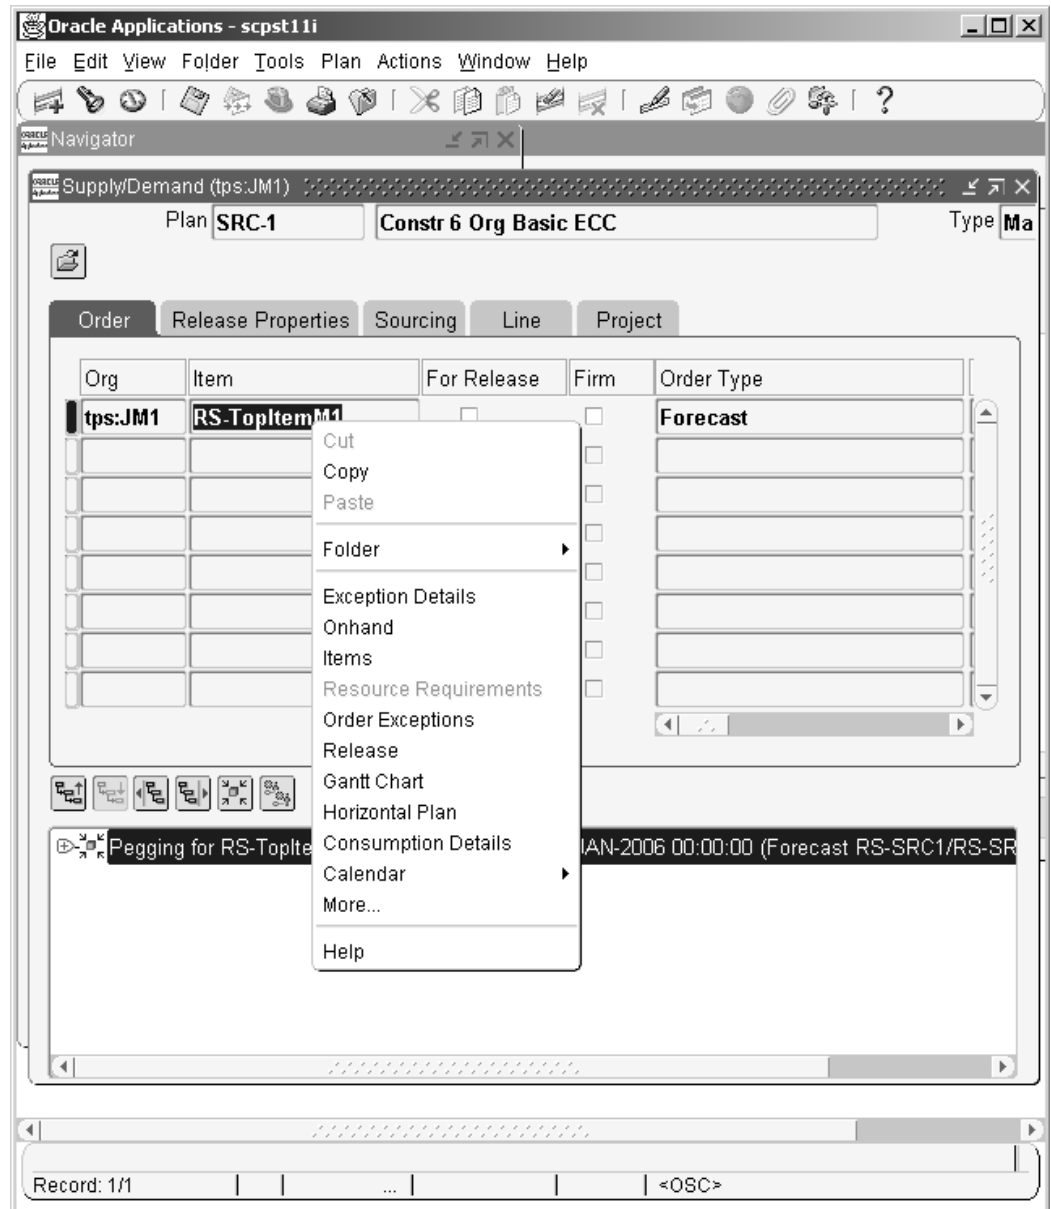 Oracle Applications - scpst11i
File Edit View Folder Tools Plan Actions Window Help
Navigator
Supply/Demand (tps:JM1)
Plan SRC-1 Constr 6 Org Basic ECC Type Ma
Order Release Properties Sourcing Line Project
Org Item For Release Firm Order Type
tps:JM1 RS-TopItemM1 Forecast
Cut
Copy
Paste
Folder
Exception Details
Onhand
Items
Resource Requirements
Order Exceptions
Release
Gantt Chart
Horizontal Plan
Consumption Details
Calendar
More...
Help
Pegging for RS-TopIte JAN-2006 00:00:00 (Forecast RS-SRC1/RS-SR
Record: 1/1 ... <OSC>